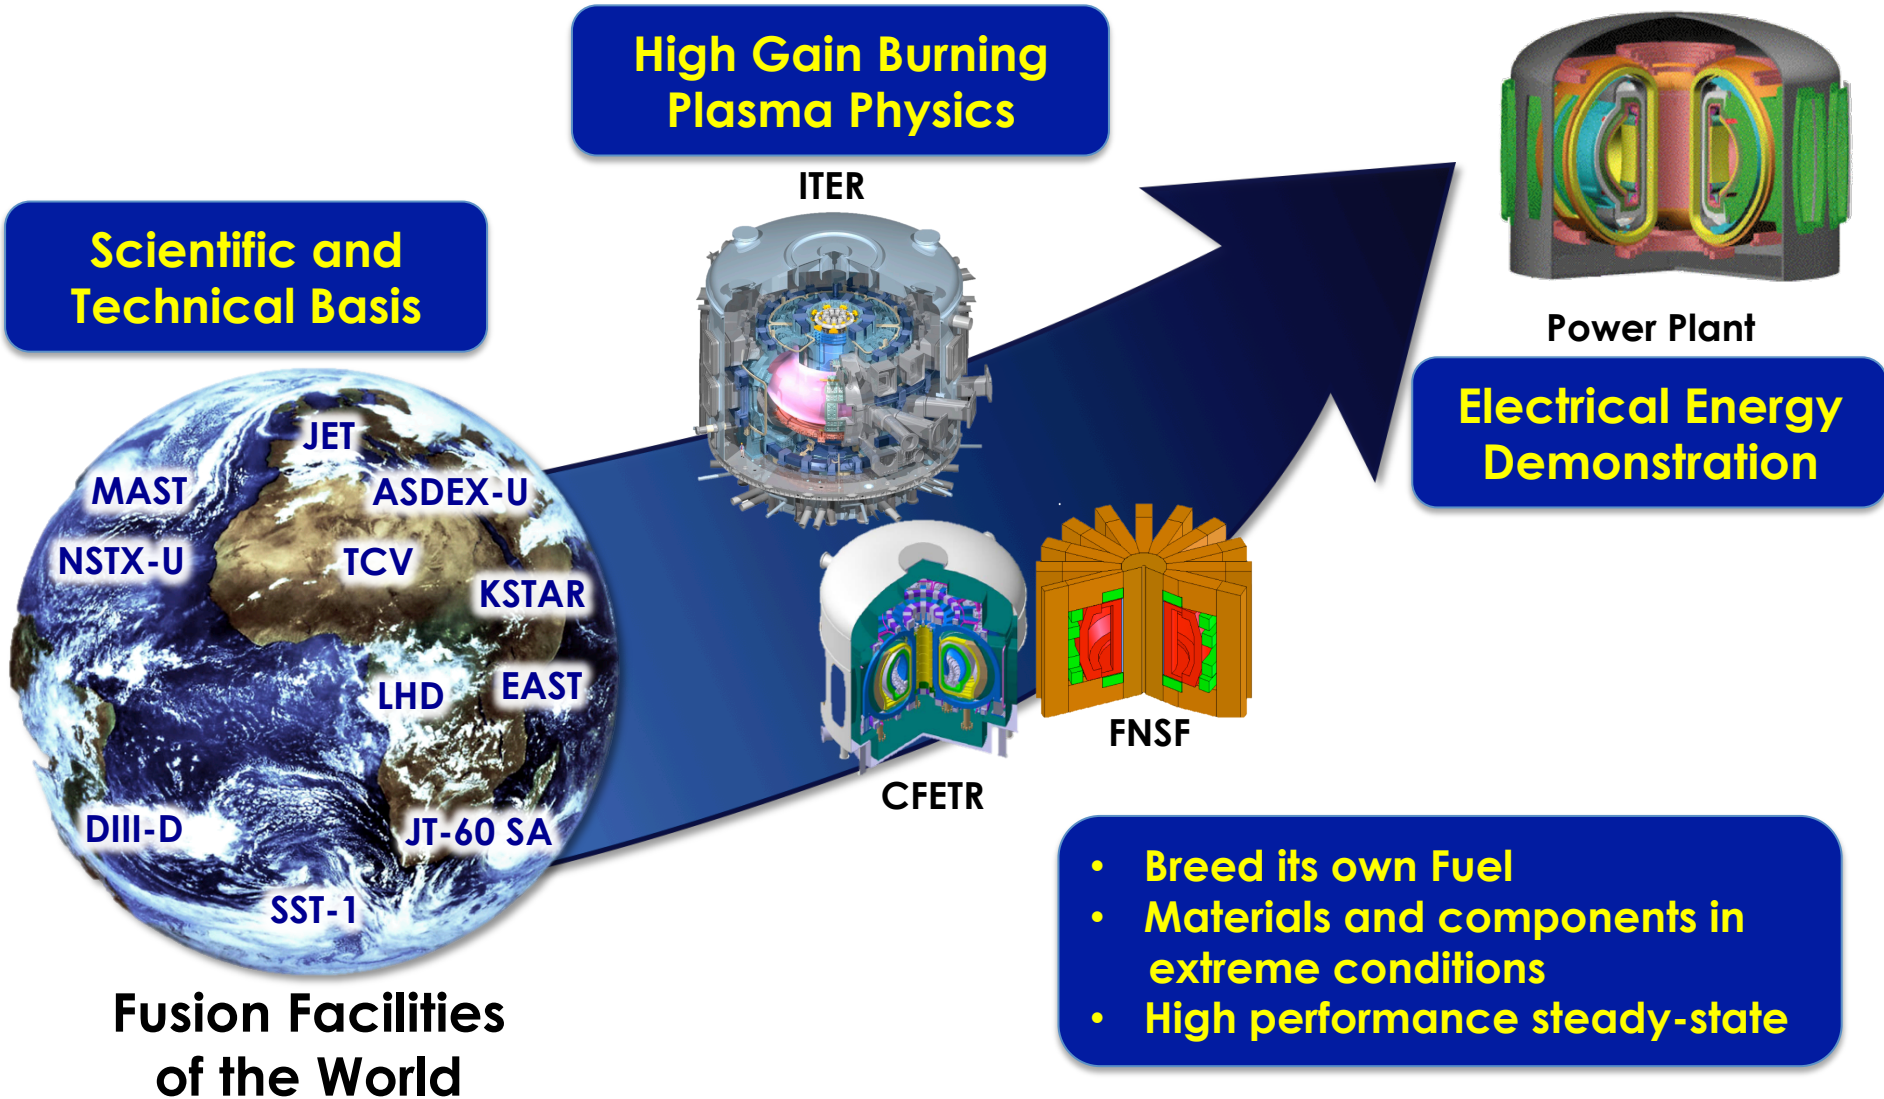 High Gain Burning
Plasma Physics
ITER
Scientific and
Technical Basis
Power Plant
Electrical Energy
Demonstration
JET
MAST
ASDEX-U
NSTX-U
TCV
KSTAR
LHD
EAST
DIII-D
JT-60 SA
SST-1
Fusion Facilities
of the World
CFETR
FNSF
• Breed its own Fuel
• Materials and components in
extreme conditions
• High performance steady-state